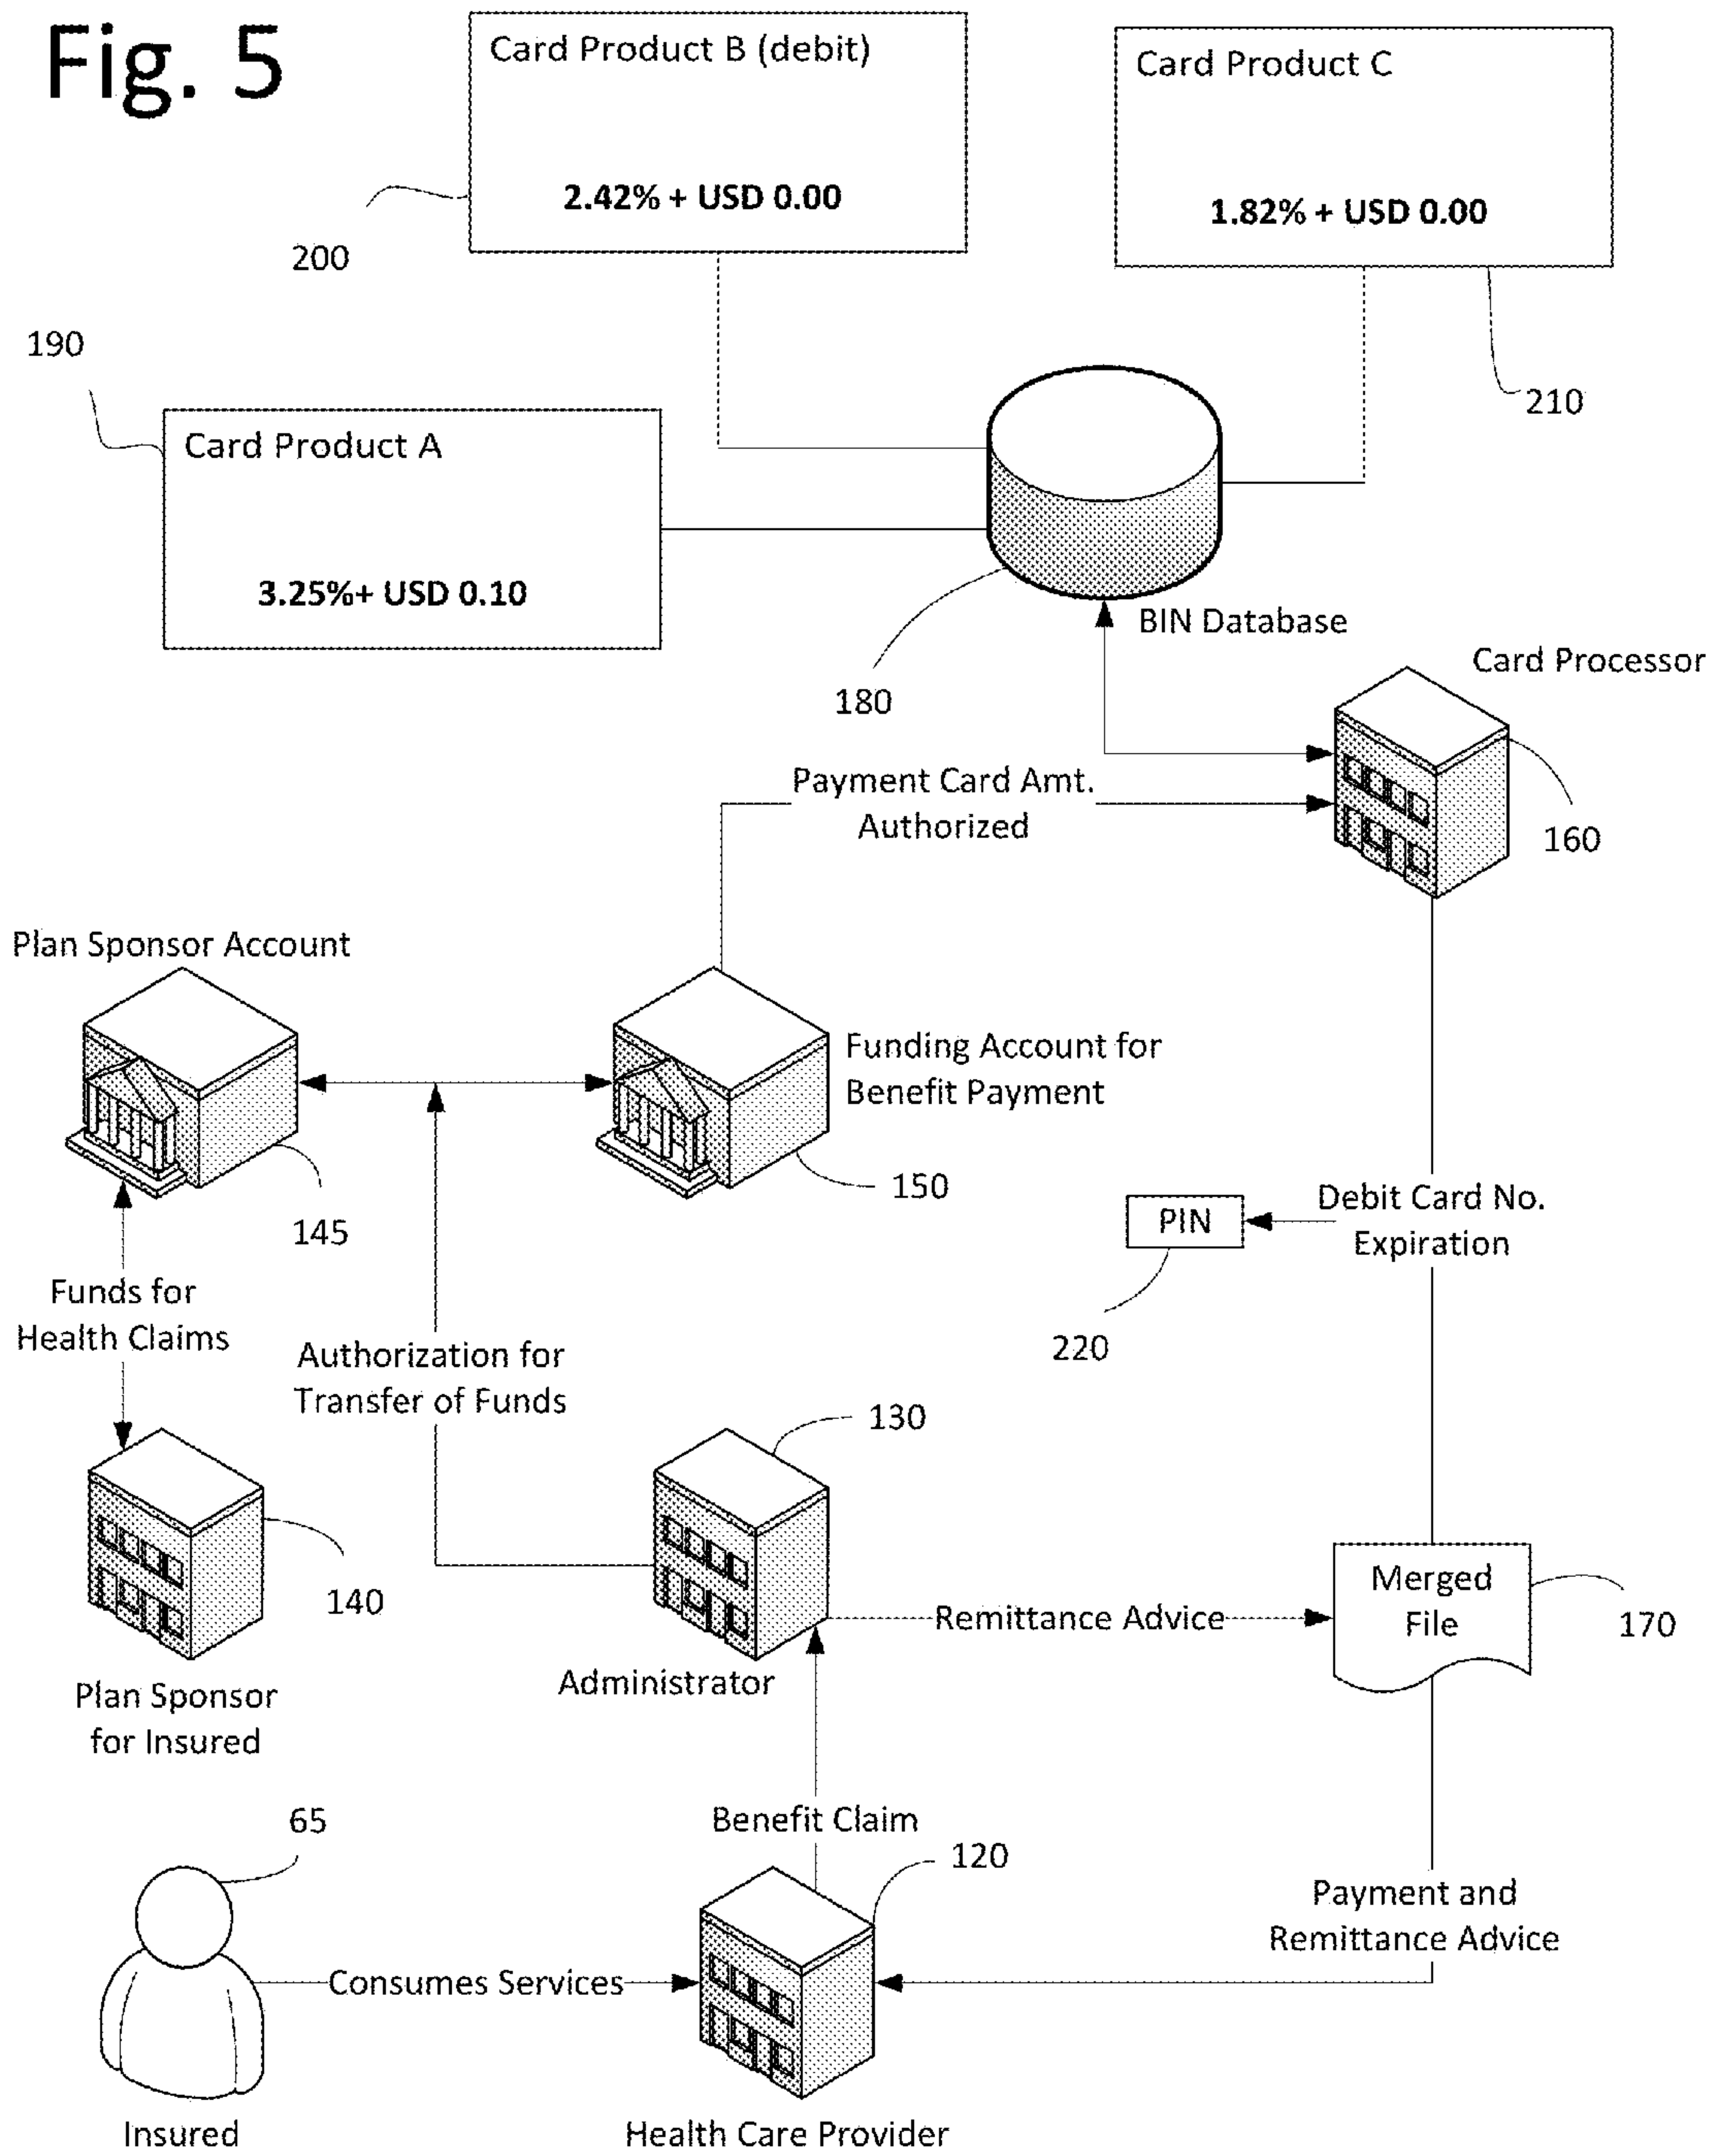 Fig. 5
Card Product B (debit)
2.42% + USD 0.00
200
Card Product C
1.82% + USD 0.00
210
190
Card Product A
3.25%+ USD 0.10
BIN Database
180
Card Processor
160
Payment Card Amt.
Authorized
Plan Sponsor Account
145
Funding Account for
Benefit Payment
150
PIN
220
Debit Card No.
Expiration
Funds for
Health Claims
Authorization for
Transfer of Funds
130
140
Plan Sponsor
for Insured
Administrator
Remittance Advice
Merged
File
170
65
Benefit Claim
120
Payment and
Remittance Advice
Consumes Services
Insured
Health Care Provider